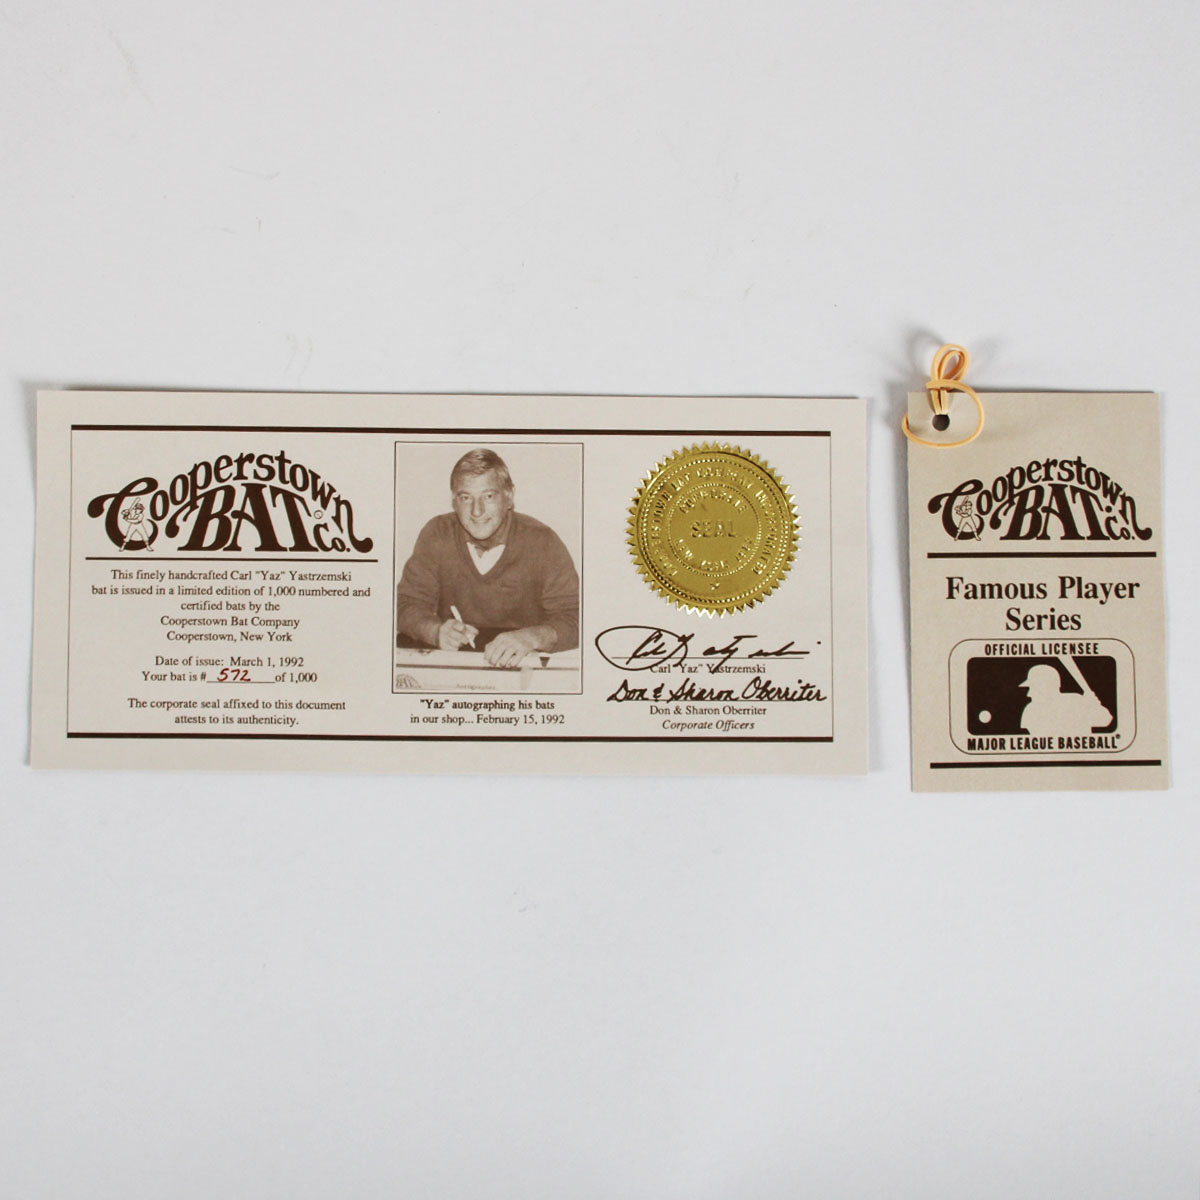 Cooperstown
BAT Co.
This finely handcrafted Carl "Yaz" Yastrzemski
bat is issued in a limited edition of 1,000 numbered and
certified bats by the
Cooperstown Bat Company
Cooperstown, New York
Date of issue: March 1, 1992
Your bat is # 572 of 1,000
The corporate seal affixed to this document
attests to its authenticity.
"Yaz" autographing his bats
in our shop... February 15, 1992
CORPORATE
SEAL
Carl "Yaz" Yastrzemski
Don & Sharon Oberriter
Don & Sharon Oberriter
Corporate Officers
Cooperstown
BAT Co.
Famous Player
Series
OFFICIAL LICENSEE
MAJOR LEAGUE BASEBALL®